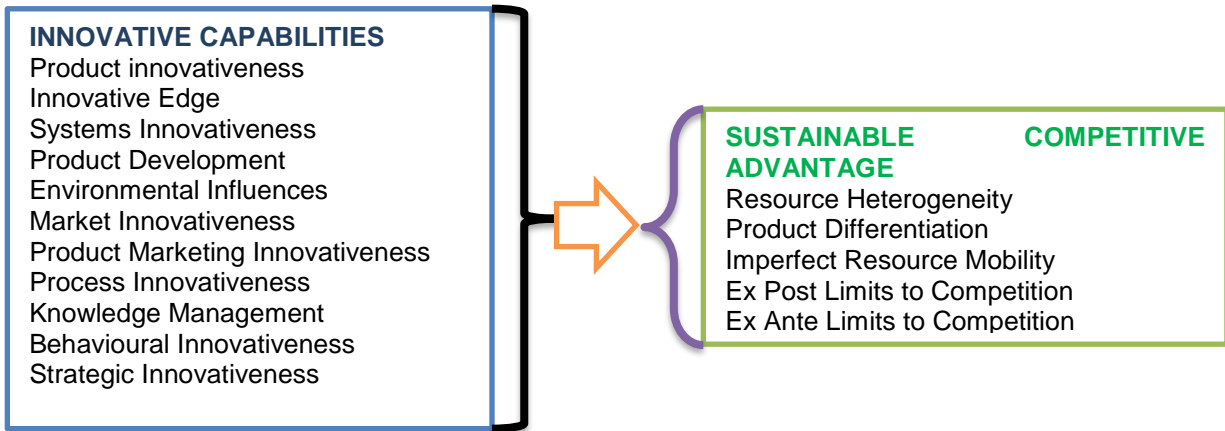 INNOVATIVE CAPABILITIES
Product innovativeness
Innovative Edge
Systems Innovativeness
Product Development
Environmental Influences
Market Innovativeness
Product Marketing Innovativeness
Process Innovativeness
Knowledge Management
Behavioural Innovativeness
Strategic Innovativeness
SUSTAINABLE COMPETITIVE
ADVANTAGE
Resource Heterogeneity
Product Differentiation
Imperfect Resource Mobility
Ex Post Limits to Competition
Ex Ante Limits to Competition